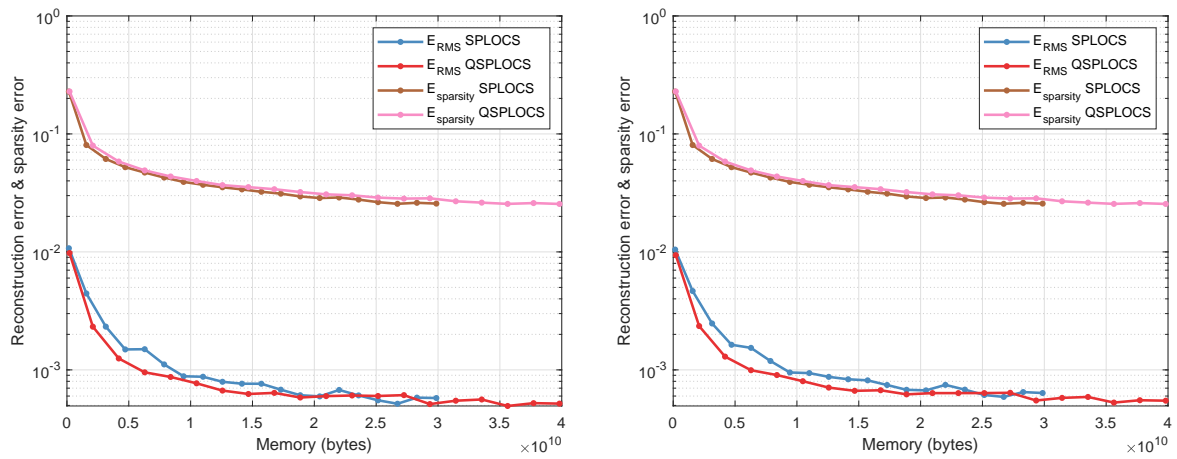 10^0
10^-1
10^-2
10^-3
Reconstruction error & sparsity error
E_RMS SPLOCS
E_RMS QSPLOCS
E_sparsity SPLOCS
E_sparsity QSPLOCS
0 0.5 1 1.5 2 2.5 3 3.5 4
Memory (bytes)
×10^10
10^0
10^-1
10^-2
10^-3
Reconstruction error & sparsity error
E_RMS SPLOCS
E_RMS QSPLOCS
E_sparsity SPLOCS
E_sparsity QSPLOCS
0 0.5 1 1.5 2 2.5 3 3.5 4
Memory (bytes)
×10^10